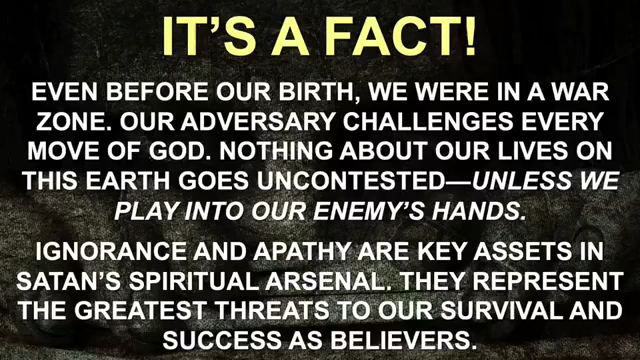 IT'S A FACT!
EVEN BEFORE OUR BIRTH, WE WERE IN A WAR
ZONE. OUR ADVERSARY CHALLENGES EVERY
MOVE OF GOD. NOTHING ABOUT OUR LIVES ON
THIS EARTH GOES UNCONTESTED—UNLESS WE
PLAY INTO OUR ENEMY'S HANDS.
IGNORANCE AND APATHY ARE KEY ASSETS IN
SATAN'S SPIRITUAL ARSENAL. THEY REPRESENT
THE GREATEST THREATS TO OUR SURVIVAL AND
SUCCESS AS BELIEVERS.